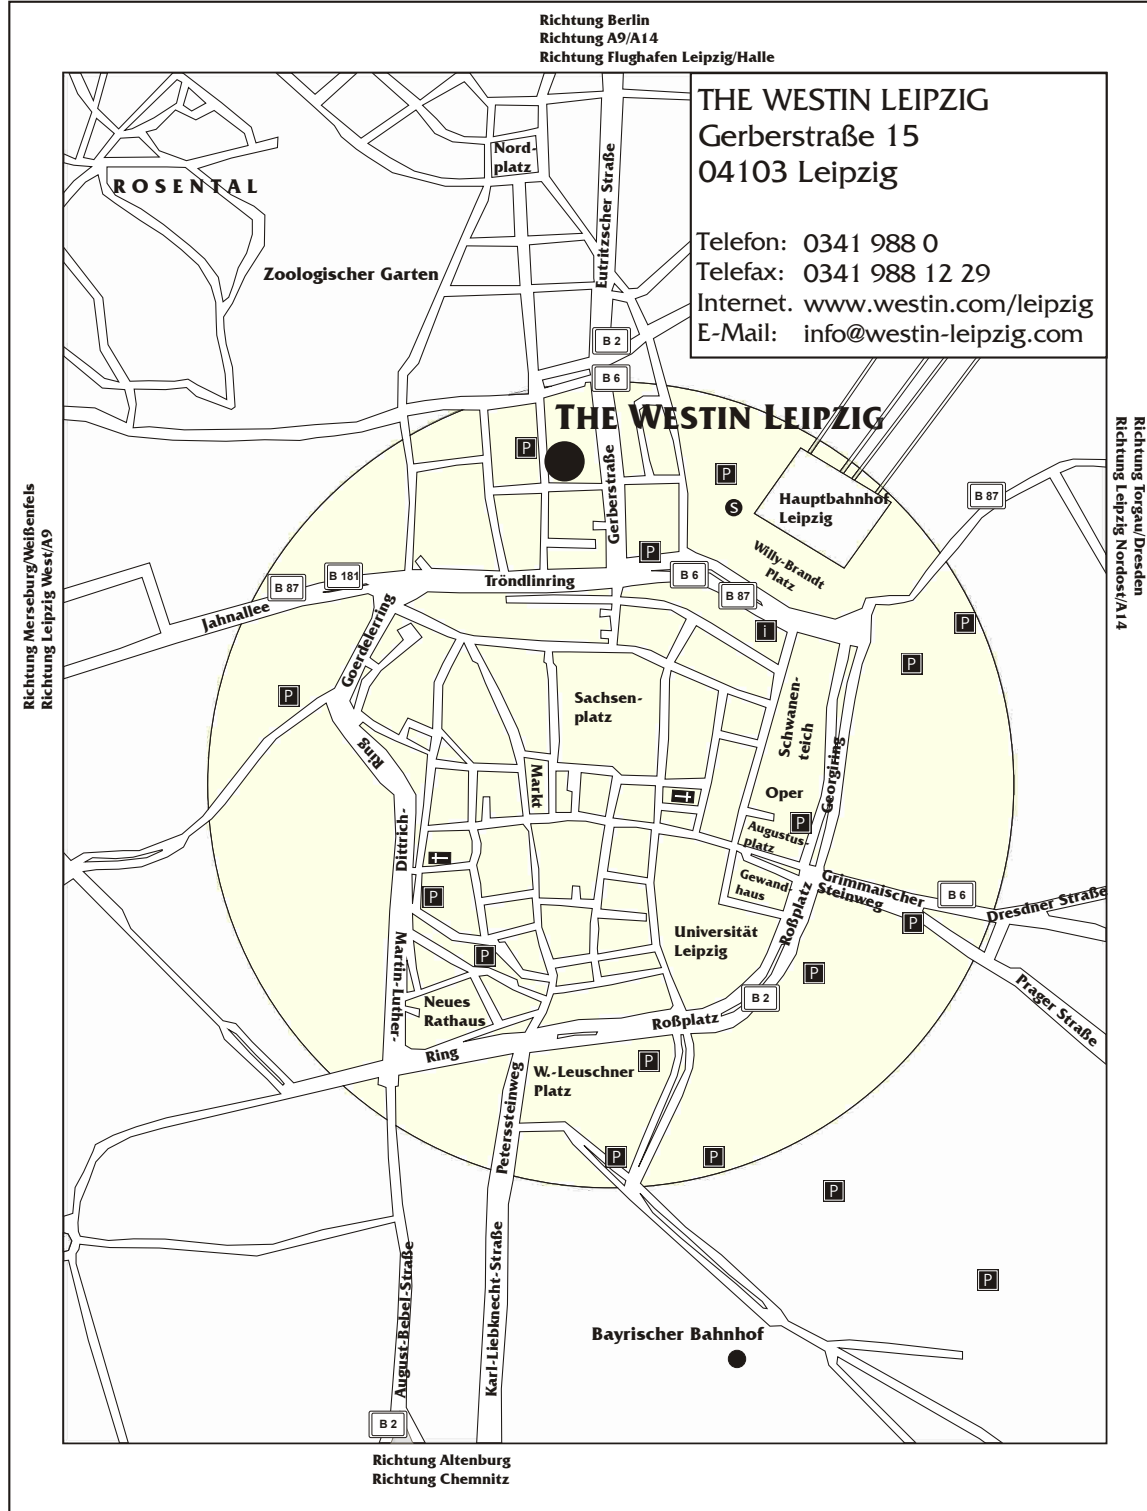 Richtung Berlin
Richtung A9/A14
Richtung Flughafen Leipzig/Halle
THE WESTIN LEIPZIG
Gerberstraße 15
04103 Leipzig
Telefon: 0341 988 0
Telefax: 0341 988 12 29
Internet. www.westin.com/leipzig
E-Mail: info@westin-leipzig.com
Nord-
platz
ROSENTAL
Eutritzscher Straße
Zoologischer Garten
B 2
B 6
THE WESTIN LEIPZIG
P
P
S
Hauptbahnhof
Leipzig
B 87
Richtung Torgau/Dresden
Richtung Leipzig Nordost/A14
Richtung Merseburg/Weißenfels
Richtung Leipzig West/A9
Gerberstraße
P
Willy-Brandt
Platz
B 87
B 181
Tröndlinring
B 6
B 87
Jahnallee
Goerdelerring
i
P
P
P
Sachsen-
platz
Schwanen-
teich
Ring
Markt
Georgiring
Oper
P
Augustus-
platz
Dittrich-
P
Gewand-
haus
Grimmaischer
Steinweg
B 6
Dresdner Straße
P
Roßplatz
Universität
Leipzig
Martin-Luther-
P
P
Prager Straße
Neues
Rathaus
B 2
Roßplatz
Ring
W.-Leuschner
Platz
P
Peterssteinweg
P
P
P
Karl-Liebknecht-Straße
August-Bebel-Straße
P
Bayrischer Bahnhof
B 2
Richtung Altenburg
Richtung Chemnitz